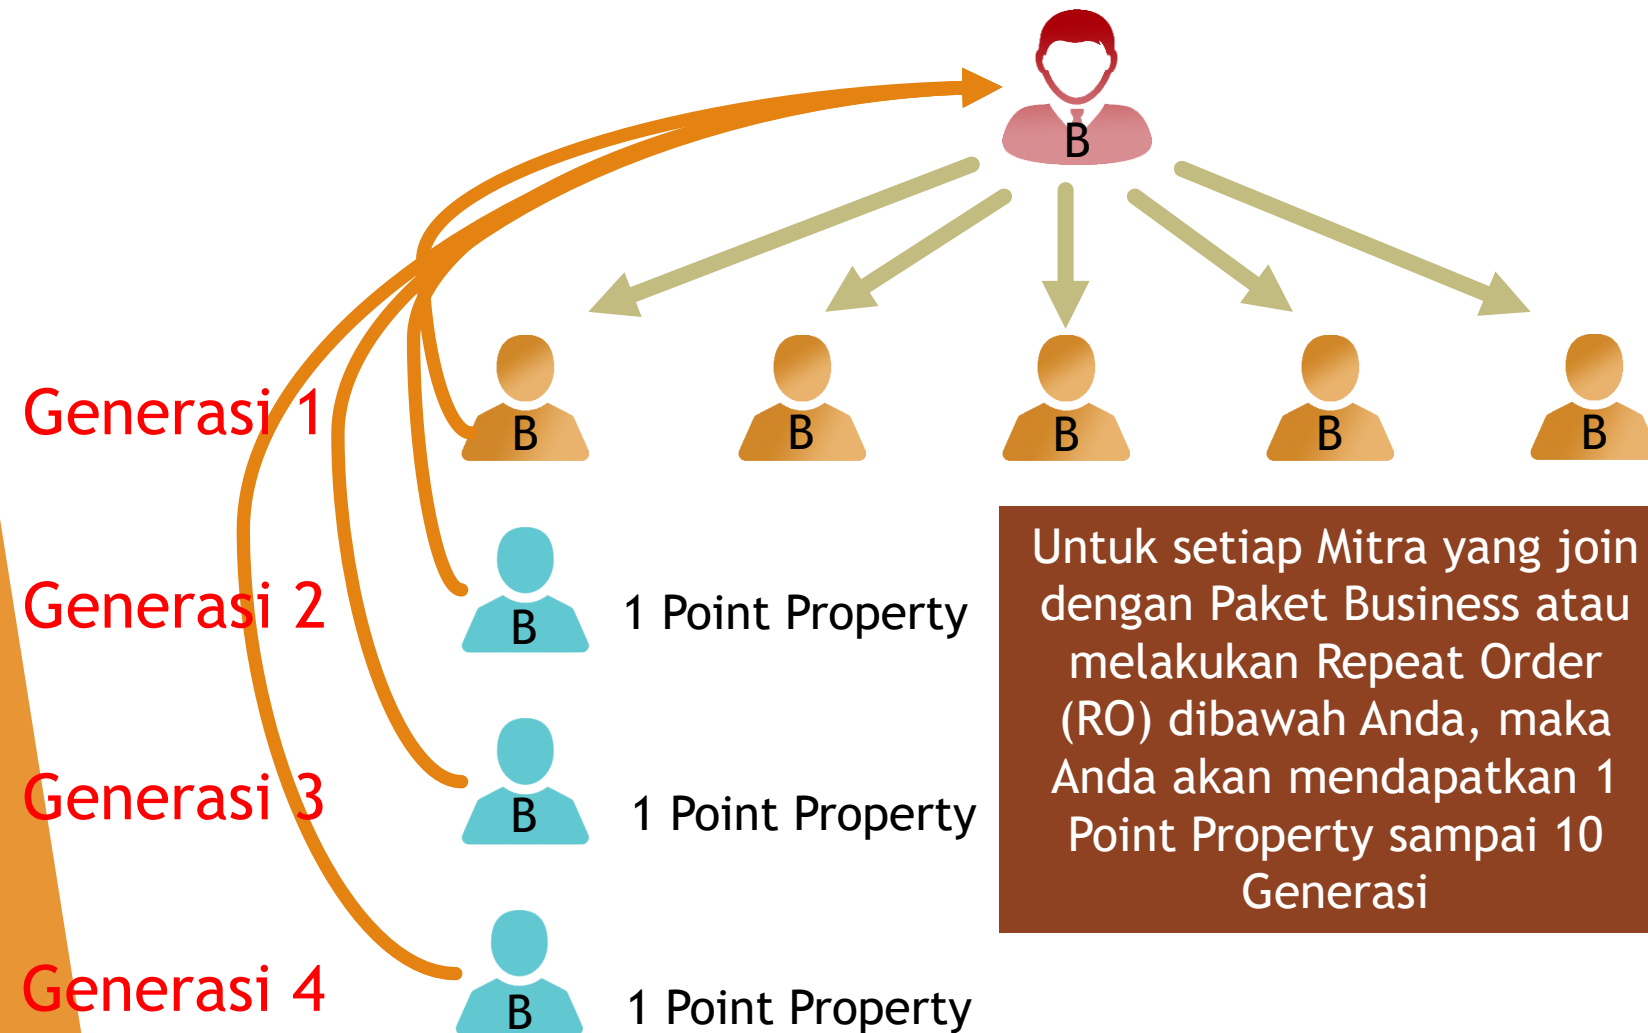 B
Generasi 1
B
B
B
B
B
Generasi 2
B
1 Point Property
Generasi 3
B
1 Point Property
Generasi 4
B
1 Point Property
Untuk setiap Mitra yang join
dengan Paket Business atau
melakukan Repeat Order
(RO) dibawah Anda, maka
Anda akan mendapatkan 1
Point Property sampai 10
Generasi